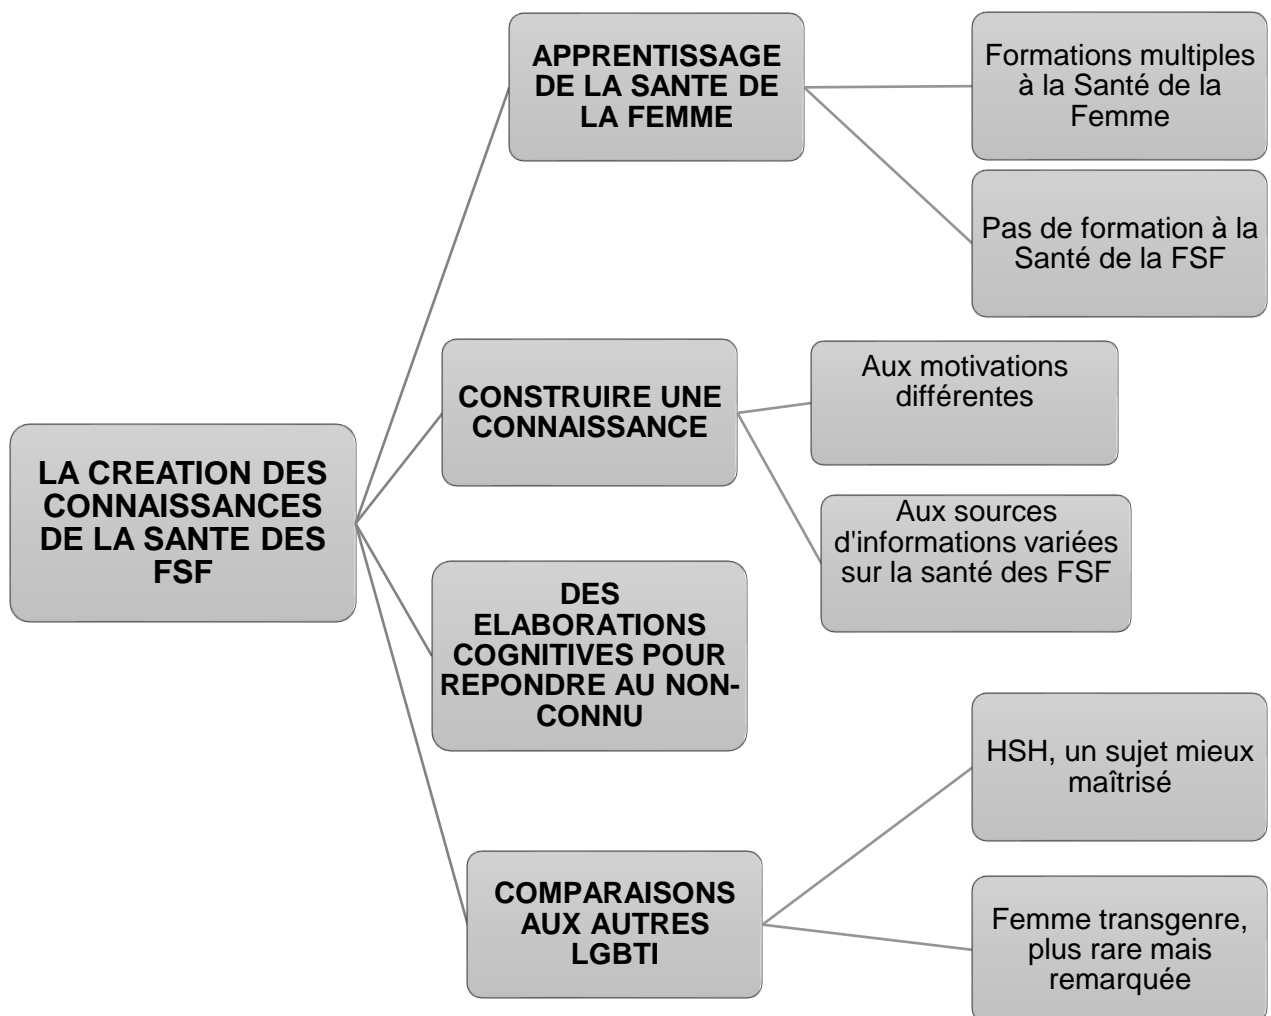 LA CREATION DES
CONNAISSANCES
DE LA SANTE DES
FSF
APPRENTISSAGE
DE LA SANTE DE
LA FEMME
Formations multiples
à la Santé de la
Femme
Pas de formation à la
Santé de la FSF
CONSTRUIRE UNE
CONNAISSANCE
Aux motivations
différentes
Aux sources
d'informations variées
sur la santé des FSF
DES
ELABORATIONS
COGNITIVES POUR
REPONDRE AU NON-
CONNU
COMPARAISONS
AUX AUTRES
LGBTI
HSH, un sujet mieux
maîtrisé
Femme transgenre,
plus rare mais
remarquée